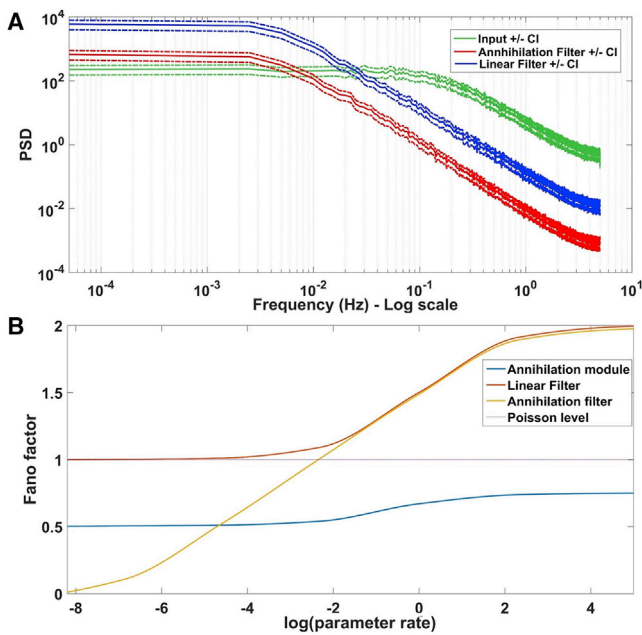 A
PSD
10^4
10^2
10^0
10^-2
10^-4
Input +/- CI
Annhihilation Filter +/- CI
Linear Filter +/- CI
10^-4
10^-3
10^-2
10^-1
10^0
10^1
Frequency (Hz) - Log scale
B
Fano factor
2
1.5
1
0.5
0
Annihilation module
Linear Filter
Annihilation filter
Poisson level
-8
-6
-4
-2
0
2
4
log(parameter rate)